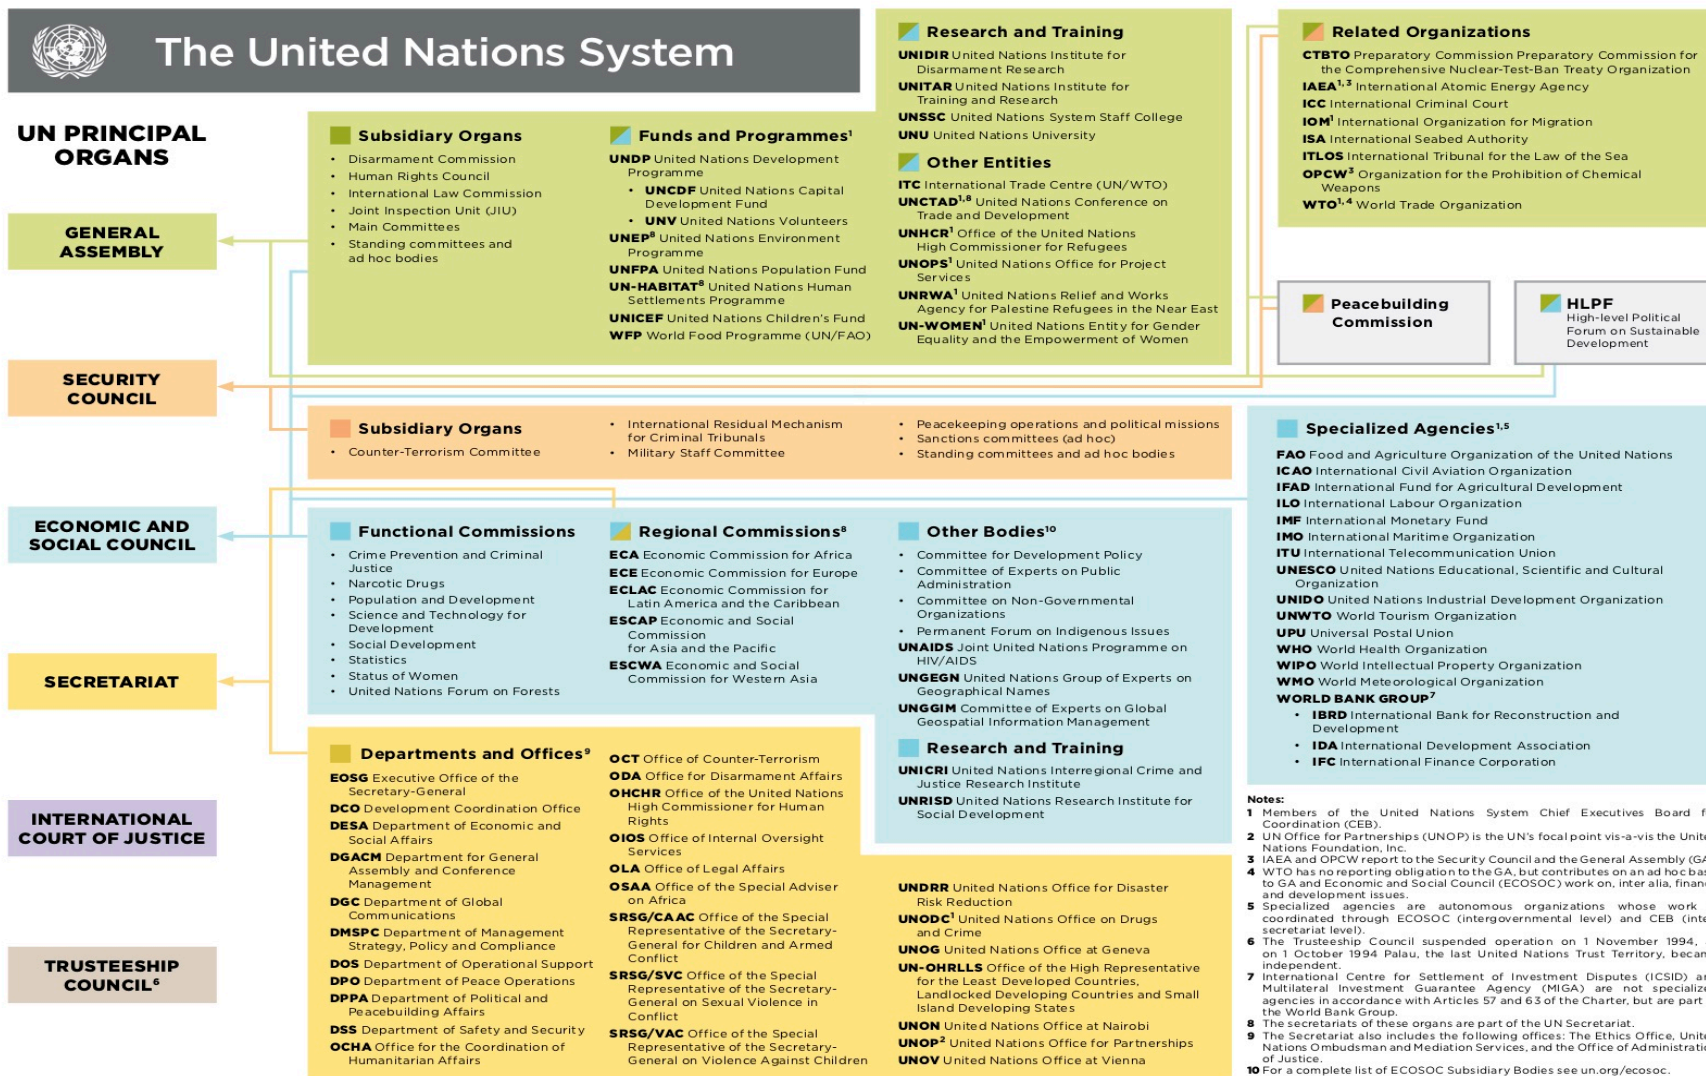 The United Nations System
UN PRINCIPAL
ORGANS
GENERAL
ASSEMBLY
SECURITY
COUNCIL
ECONOMIC AND
SOCIAL COUNCIL
SECRETARIAT
INTERNATIONAL
COURT OF JUSTICE
TRUSTEESHIP
COUNCIL6
Subsidiary Organs
• Disarmament Commission
• Human Rights Council
• International Law Commission
• Joint Inspection Unit (JIU)
• Main Committees
• Standing committees and
ad hoc bodies
Funds and Programmes1
UNDP United Nations Development
Programme
• UNCDF United Nations Capital
Development Fund
• UNV United Nations Volunteers
UNEP8 United Nations Environment
Programme
UNFPA United Nations Population Fund
UN-HABITAT8 United Nations Human
Settlements Programme
UNICEF United Nations Children's Fund
WFP World Food Programme (UN/FAO)
Research and Training
UNIDIR United Nations Institute for
Disarmament Research
UNITAR United Nations Institute for
Training and Research
UNSSC United Nations System Staff College
UNU United Nations University
Other Entities
ITC International Trade Centre (UN/WTO)
UNCTAD1,8 United Nations Conference on
Trade and Development
UNHCR1 Office of the United Nations
High Commissioner for Refugees
UNOPS1 United Nations Office for Project
Services
UNRWA1 United Nations Relief and Works
Agency for Palestine Refugees in the Near East
UN-WOMEN1 United Nations Entity for Gender
Equality and the Empowerment of Women
Related Organizations
CTBTO Preparatory Commission Preparatory Commission for
the Comprehensive Nuclear-Test-Ban Treaty Organization
IAEA1,3 International Atomic Energy Agency
ICC International Criminal Court
IOM1 International Organization for Migration
ISA International Seabed Authority
ITLOS International Tribunal for the Law of the Sea
OPCW3 Organization for the Prohibition of Chemical
Weapons
WTO1,4 World Trade Organization
Peacebuilding
Commission
HLPF
High-level Political
Forum on Sustainable
Development
Subsidiary Organs
• Counter-Terrorism Committee
• International Residual Mechanism
for Criminal Tribunals
• Military Staff Committee
• Peacekeeping operations and political missions
• Sanctions committees (ad hoc)
• Standing committees and ad hoc bodies
Functional Commissions
• Crime Prevention and Criminal
Justice
• Narcotic Drugs
• Population and Development
• Science and Technology for
Development
• Social Development
• Statistics
• Status of Women
• United Nations Forum on Forests
Regional Commissions8
ECA Economic Commission for Africa
ECE Economic Commission for Europe
ECLAC Economic Commission for
Latin America and the Caribbean
ESCAP Economic and Social
Commission
for Asia and the Pacific
ESCWA Economic and Social
Commission for Western Asia
Other Bodies10
• Committee for Development Policy
• Committee of Experts on Public
Administration
• Committee on Non-Governmental
Organizations
• Permanent Forum on Indigenous Issues
UNAIDS Joint United Nations Programme on
HIV/AIDS
UNGEGN United Nations Group of Experts on
Geographical Names
UNGGIM Committee of Experts on Global
Geospatial Information Management
Research and Training
UNICRI United Nations Interregional Crime and
Justice Research Institute
UNRISD United Nations Research Institute for
Social Development
Specialized Agencies1,5
FAO Food and Agriculture Organization of the United Nations
ICAO International Civil Aviation Organization
IFAD International Fund for Agricultural Development
ILO International Labour Organization
IMF International Monetary Fund
IMO International Maritime Organization
ITU International Telecommunication Union
UNESCO United Nations Educational, Scientific and Cultural
Organization
UNIDO United Nations Industrial Development Organization
UNWTO World Tourism Organization
UPU Universal Postal Union
WHO World Health Organization
WIPO World Intellectual Property Organization
WMO World Meteorological Organization
WORLD BANK GROUP7
• IBRD International Bank for Reconstruction and
Development
• IDA International Development Association
• IFC International Finance Corporation
Departments and Offices9
EOSG Executive Office of the
Secretary-General
DCO Development Coordination Office
DESA Department of Economic and
Social Affairs
DGACM Department for General
Assembly and Conference
Management
DGC Department of Global
Communications
DMSPC Department of Management
Strategy, Policy and Compliance
DOS Department of Operational Support
DPO Department of Peace Operations
DPPA Department of Political and
Peacebuilding Affairs
DSS Department of Safety and Security
OCHA Office for the Coordination of
Humanitarian Affairs
OCT Office of Counter-Terrorism
ODA Office for Disarmament Affairs
OHCHR Office of the United Nations
High Commissioner for Human
Rights
OIOS Office of Internal Oversight
Services
OLA Office of Legal Affairs
OSAA Office of the Special Adviser
on Africa
SRSG/CAAC Office of the Special
Representative of the Secretary-
General for Children and Armed
Conflict
SRSG/SVC Office of the Special
Representative of the Secretary-
General on Sexual Violence in
Conflict
SRSG/VAC Office of the Special
Representative of the Secretary-
General on Violence Against Children
UNDRR United Nations Office for Disaster
Risk Reduction
UNODC1 United Nations Office on Drugs
and Crime
UNOG United Nations Office at Geneva
UN-OHRLLS Office of the High Representative
for the Least Developed Countries,
Landlocked Developing Countries and Small
Island Developing States
UNON United Nations Office at Nairobi
UNOP2 United Nations Office for Partnerships
UNOV United Nations Office at Vienna
Notes:
1 Members of the United Nations System Chief Executives Board
Coordination (CEB).
2 UN Office for Partnerships (UNOP) is the UN's focal point vis-a-vis the
Nations Foundation, Inc.
3 IAEA and OPCW report to the Security Council and the General Assembly
4 WTO has no reporting obligation to the GA, but contributes on an ad hoc
to GA and Economic and Social Council (ECOSOC) work on, inter alia,
and development issues.
5 Specialized agencies are autonomous organizations whose work
coordinated through ECOSOC (intergovernmental level) and CEB
secretariat level).
6 The Trusteeship Council suspended operation on 1 November 1994,
on 1 October 1994 Palau, the last United Nations Trust Territory,
independent.
7 International Centre for Settlement of Investment Disputes (ICSID)
Multilateral Investment Guarantee Agency (MIGA) are not
agencies in accordance with Articles 57 and 63 of the Charter, but are part
the World Bank Group.
8 The secretariats of these organs are part of the UN Secretariat.
9 The Secretariat also includes the following offices: The Ethics Office,
Nations Ombudsman and Mediation Services, and the Office of
of Justice.
10 For a complete list of ECOSOC Subsidiary Bodies see un.org/ecosoc.